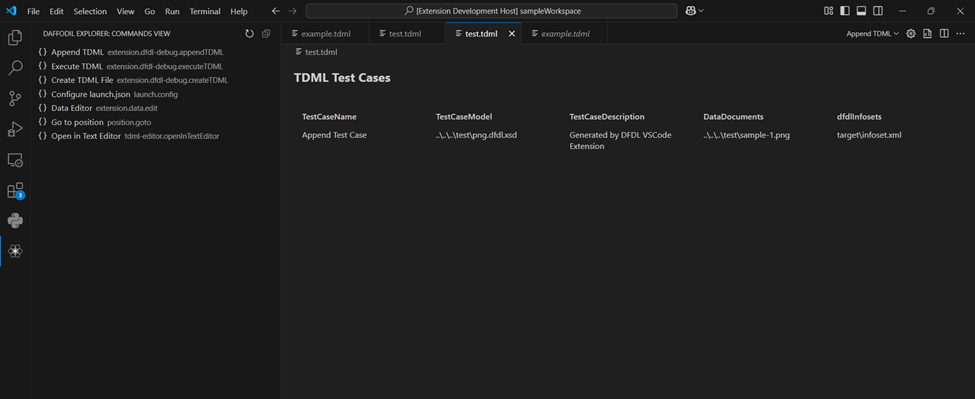 File Edit Selection View Go Run Terminal Help
[Extension Development Host] sampleWorkspace
DAFFODIL EXPLORER: COMMANDS VIEW
{} Append TDML extension.dfdl-debug.appendTDML
{} Execute TDML extension.dfdl-debug.executeTDML
{} Create TDML File extension.dfdl-debug.createTDML
{} Configure launch.json launch.config
{} Data Editor extension.data.edit
{} Go to position position.goto
{} Open in Text Editor tdml-editor.openInTextEditor
3
example.tdml test.tdml test.tdml example.tdml
Append TDML
test.tdml
TDML Test Cases
TestCaseName TestCaseModel TestCaseDescription DataDocuments dfdlInfosets
Append Test Case ..\..\..\test\png.dfdl.xsd Generated by DFDL VSCode ..\..\..\test\sample-1.png target\infoset.xml
Extension